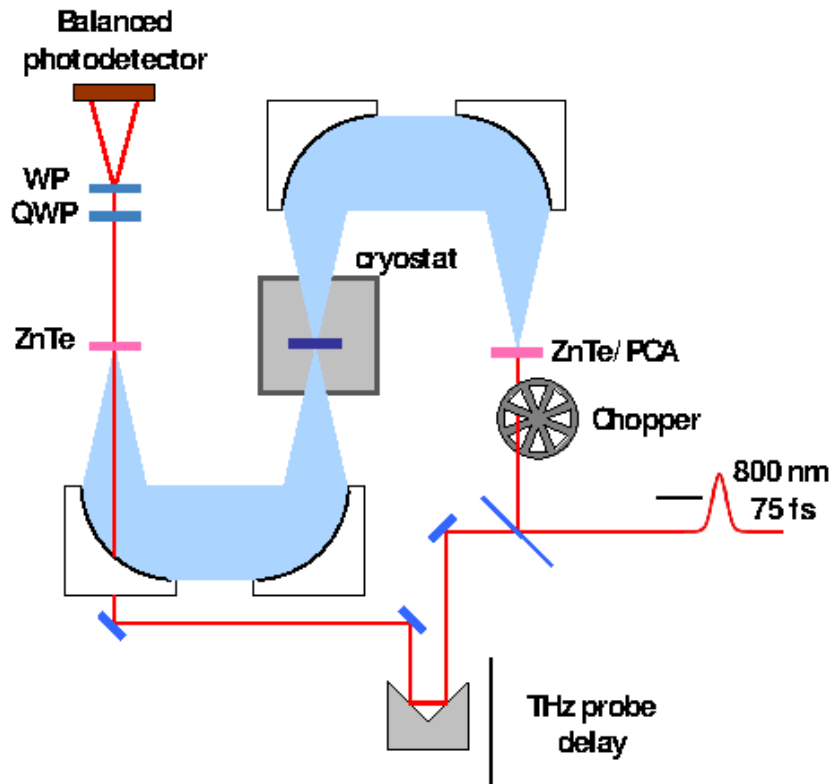 Balanced
photodetector
WP
QWP
cryostat
ZnTe
ZnTe/ PCA
Chopper
800 nm
75 fs
THz probe
delay